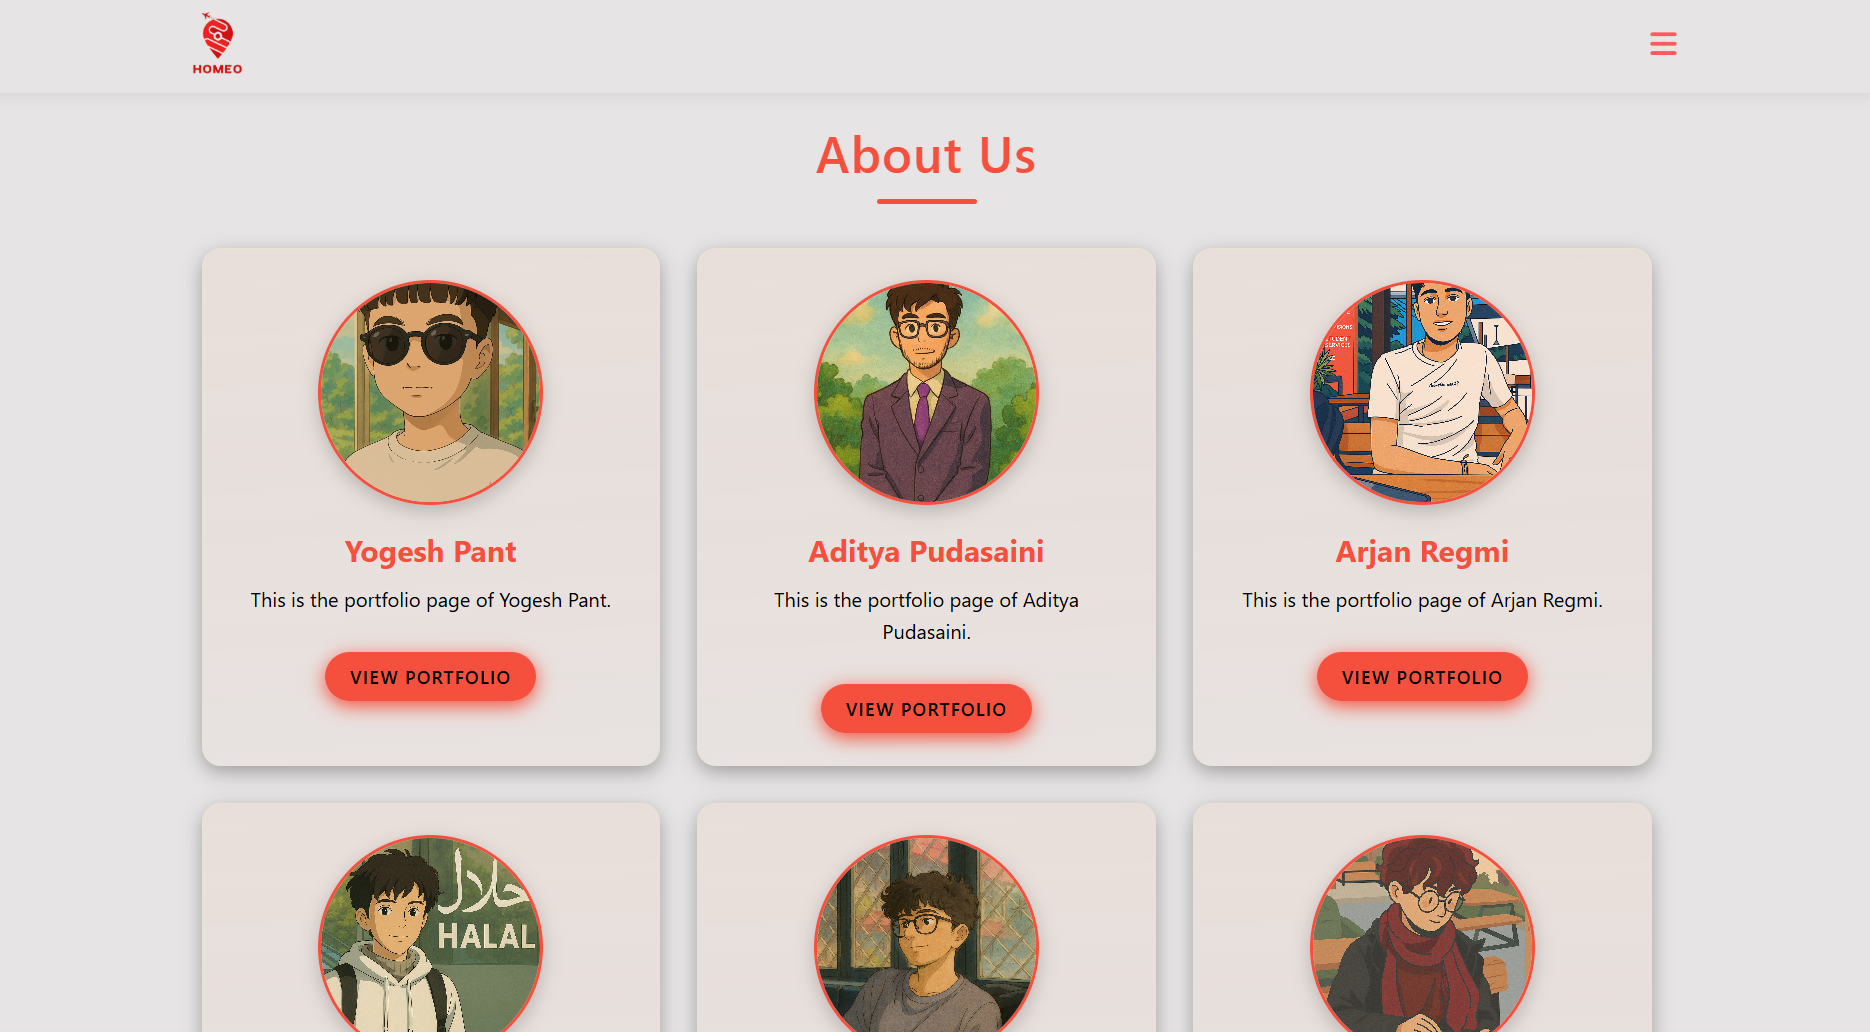 HOMEO
About Us
Yogesh Pant
This is the portfolio page of Yogesh Pant.
VIEW PORTFOLIO
Aditya Pudasaini
This is the portfolio page of Aditya
Pudasaini.
VIEW PORTFOLIO
Arjan Regmi
This is the portfolio page of Arjan Regmi.
VIEW PORTFOLIO
حلال
HALAL